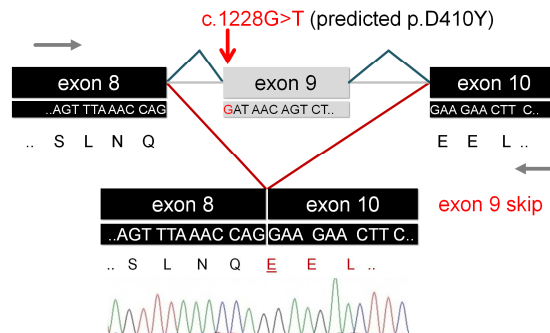 c.1228G>T (predicted p.D410Y)
exon 8 exon 9 exon 10
..AGT TTA AAC CAG GAT AAC AGT CT.. GAA GAA CTT C..
.. S L N Q E E L ..
exon 8 exon 10 exon 9 skip
..AGT TTA AAC CAG GAA GAA CTT C..
.. S L N Q E E L ..